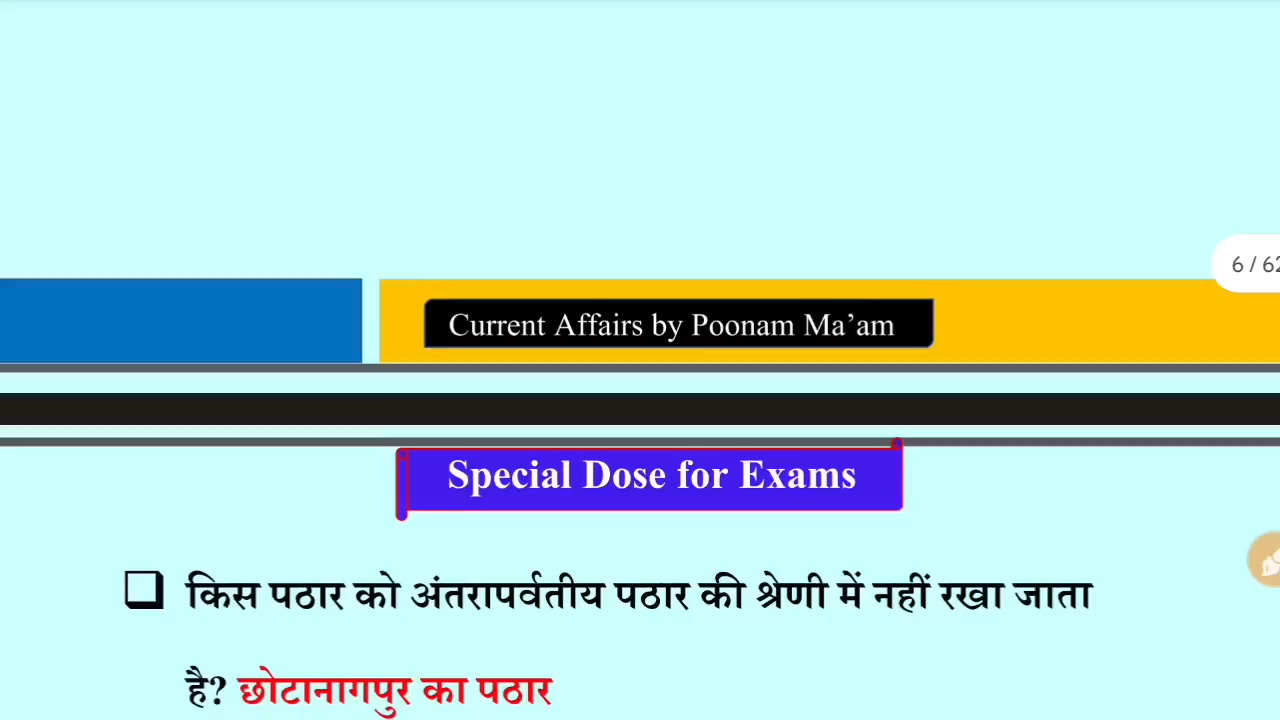 6 / 62
Current Affairs by Poonam Ma’am
Special Dose for Exams
किस पठार को अंतरापर्वतीय पठार की श्रेणी में नहीं रखा जाता
है? छोटानागपुर का पठार